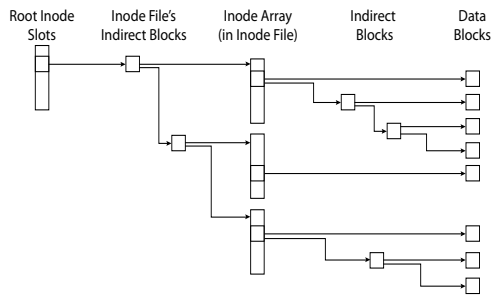 Root Inode
Slots
Inode File's
Indirect Blocks
Inode Array
(in Inode File)
Indirect
Blocks
Data
Blocks